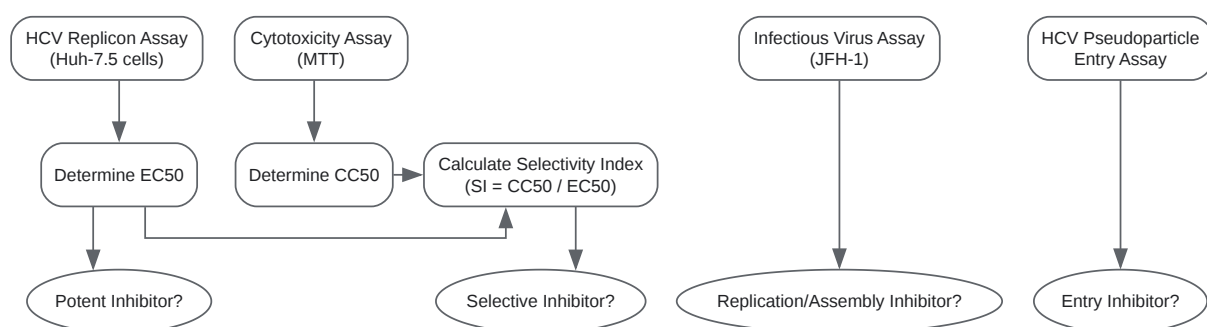 HCV Replicon Assay
(Huh-7.5 cells)
Cytotoxicity Assay
(MTT)
Infectious Virus Assay
(JFH-1)
HCV Pseudoparticle
Entry Assay
Determine EC50
Determine CC50
Calculate Selectivity Index
(SI = CC50 / EC50)
Potent Inhibitor?
Selective Inhibitor?
Replication/Assembly Inhibitor?
Entry Inhibitor?